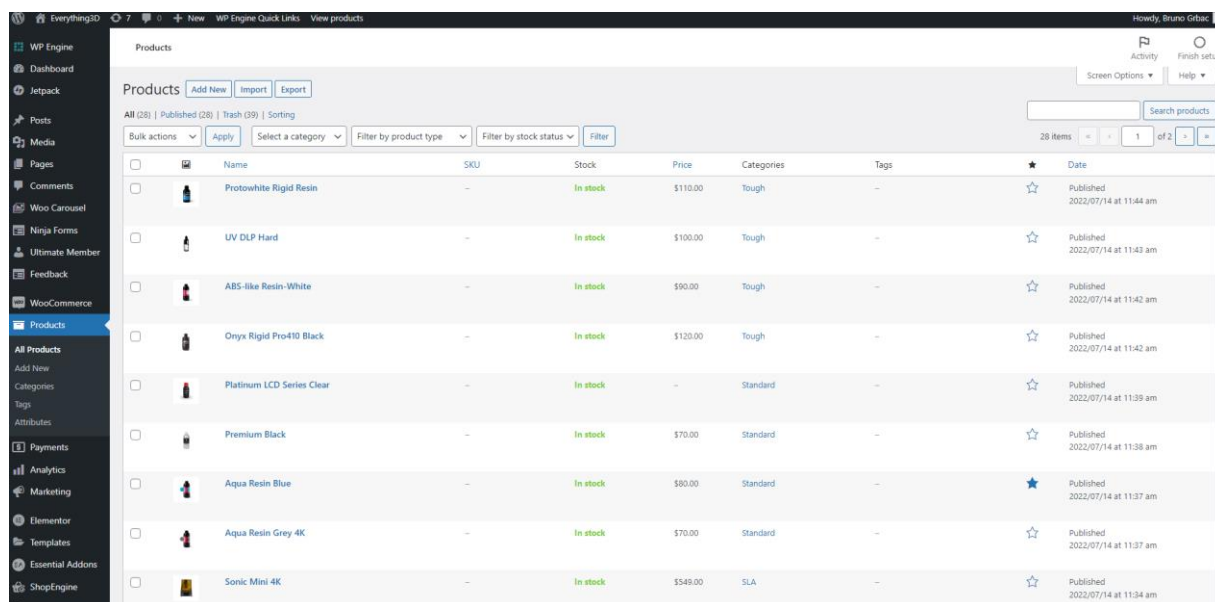 Everything3D 7 0 + New WP Engine Quick Links View products Howdy, Bruno Grbac
WP Engine
Dashboard
Jetpack
Posts
Media
Pages
Comments
Woo Carousel
Ninja Forms
Ultimate Member
Feedback
WooCommerce
Products
All Products
Add New
Categories
Tags
Attributes
Payments
Analytics
Marketing
Elementor
Templates
Essential Addons
ShopEngine
Products
Activity Finish setu
Screen Options ▼ Help ▼
Products Add New Import Export
All (28) | Published (28) | Trash (39) | Sorting
Search products
Bulk actions Apply Select a category Filter by product type Filter by stock status Filter 28 items « ‹ 1 of 2 › »
Name SKU Stock Price Categories Tags ★ Date
Protowhite Rigid Resin – In stock $110.00 Tough – Published
2022/07/14 at 11:44 am
UV DLP Hard – In stock $100.00 Tough – Published
2022/07/14 at 11:43 am
ABS-like Resin-White – In stock $90.00 Tough – Published
2022/07/14 at 11:42 am
Onyx Rigid Pro410 Black – In stock $120.00 Tough – Published
2022/07/14 at 11:42 am
Platinum LCD Series Clear – In stock – Standard – Published
2022/07/14 at 11:39 am
Premium Black – In stock $70.00 Standard – Published
2022/07/14 at 11:38 am
Aqua Resin Blue – In stock $80.00 Standard – Published
2022/07/14 at 11:37 am
Aqua Resin Grey 4K – In stock $70.00 Standard – Published
2022/07/14 at 11:37 am
Sonic Mini 4K – In stock $549.00 SLA – Published
2022/07/14 at 11:34 am